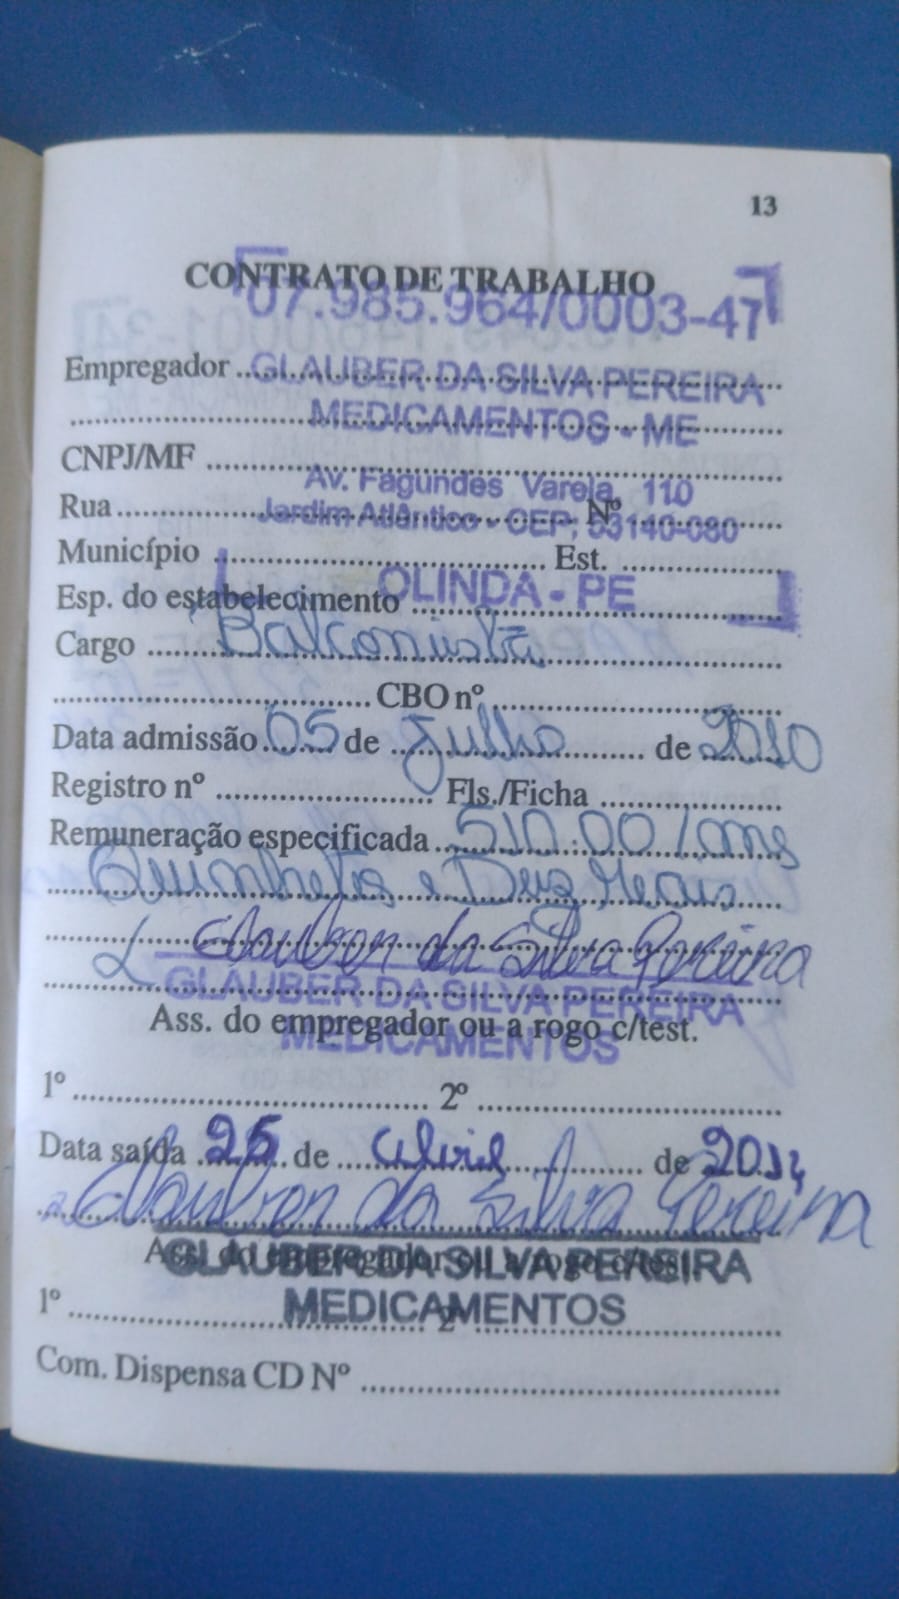 13
CONTRATO DE TRABALHO
07.985.964/0003-47
Empregador GLAUBER DA SILVA PEREIRA
MEDICAMENTOS - ME
CNPJ/MF
Av. Fagundes Varela, 110
Rua Nº
Jardim Atlântico - CEP; 53140-080
Município Est.
OLINDA - PE
Esp. do estabelecimento
Cargo Balconista
CBO nº
Data admissão 05 de Julho de 2010
Registro nº Fls./Ficha
Remuneração especificada 510.00 / mês
Quinhetos e Dez Reais
Glauber da Silva Pereira
GLAUBER DA SILVA PEREIRA
Ass. do empregador ou a rogo c/test.
MEDICAMENTOS
1º 2º
Data saída 25 de Abril de 2014
Glauber da Silva Pereira
Ass. do empregador ou a rogo c/test.
GLAUBER DA SILVA PEREIRA
MEDICAMENTOS
1º 2º
Com. Dispensa CD Nº